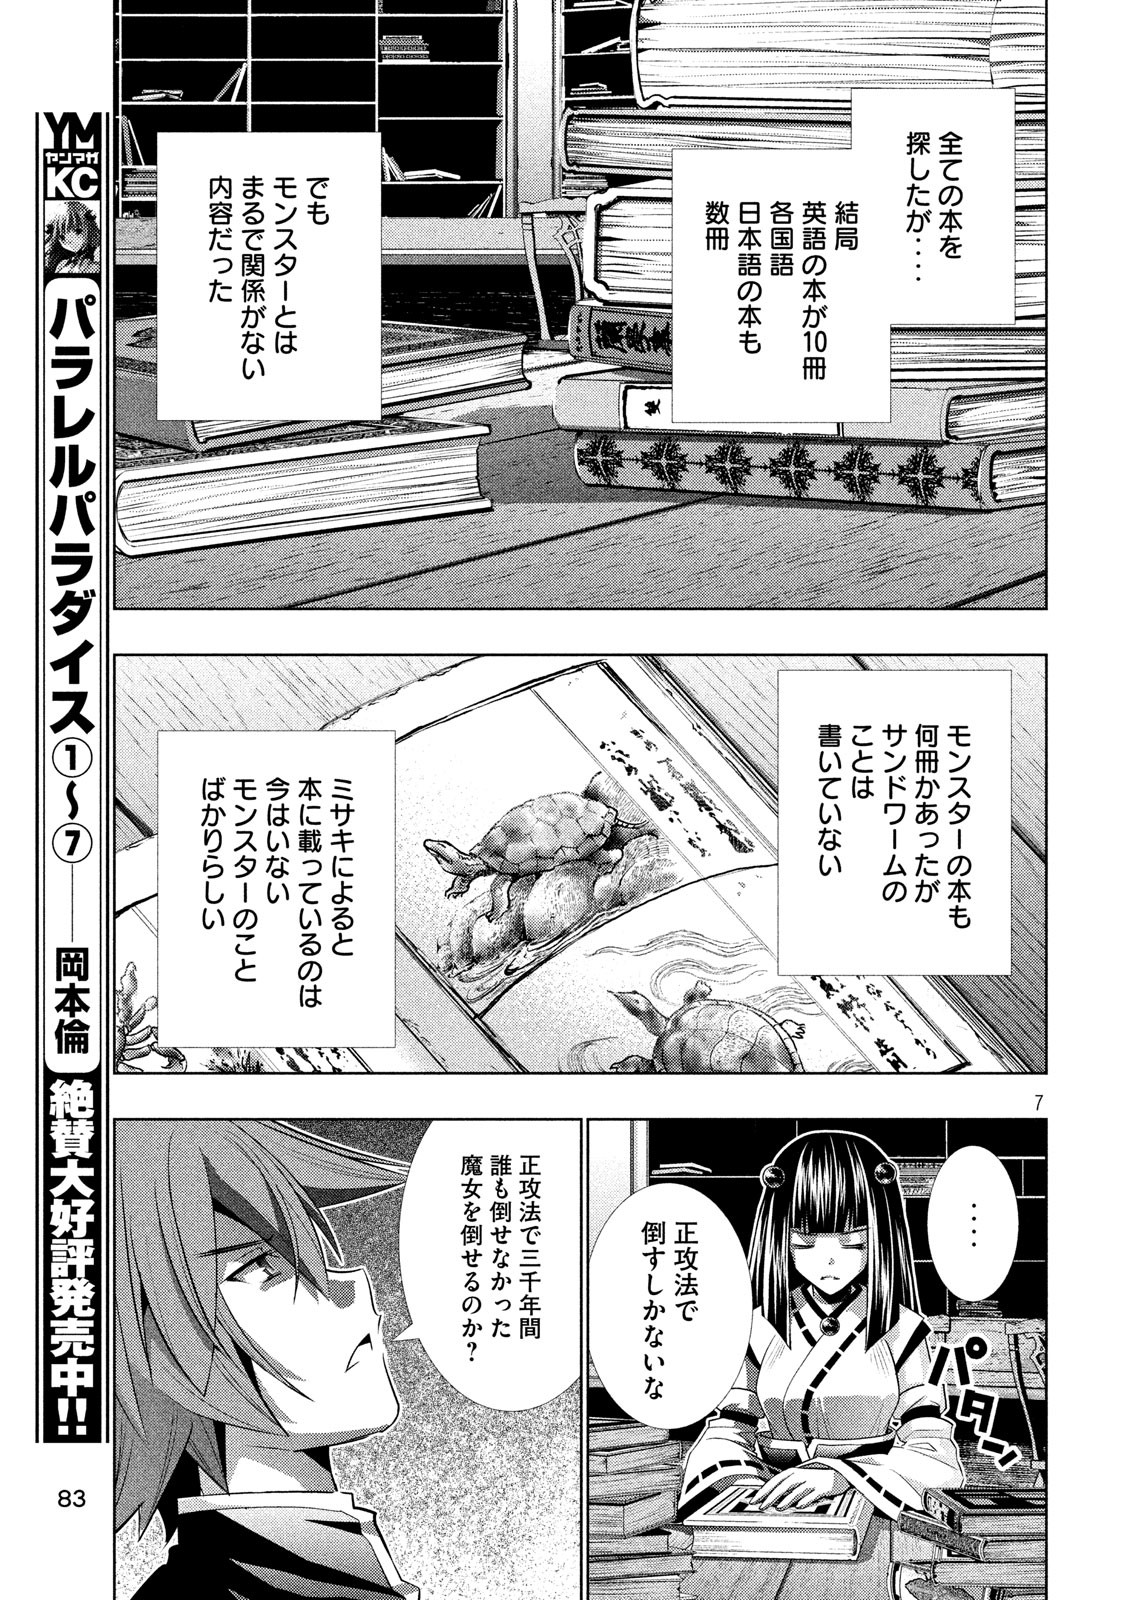 全ての本を
探したが‥‥
結局
英語の本が10冊
各国語
日本語の本も
数冊
でも
モンスターとは
まるで関係がない
内容だった
モンスターの本も
何冊かあったが
サンドワームの
ことは
書いていない
ミサキによると
本に載っているのは
今はいない
モンスターのこと
ばかりらしい
7
‥‥
正攻法で
倒すしかないな
パタン
正攻法で三千年間
誰も倒せなかった
魔女を倒せるのか?
YM
ヤンマガ
KC
パラレルパラダイス①〜⑦――岡本倫 絶賛大好評発売中!!
83